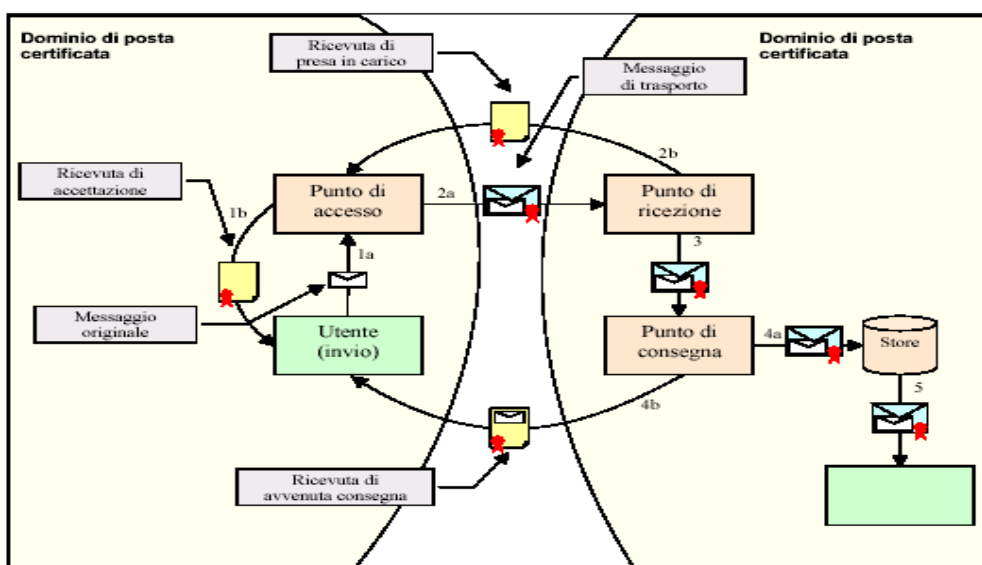 Dominio di posta
certificata
Ricevuta di
presa in carico
Messaggio
di trasporto
Dominio di posta
certificata
Ricevuta di
accettazione
1b
Punto di
accesso
2a
2b
Punto di
ricezione
1a
3
Messaggio
originale
Utente
(invio)
Punto di
consegna
4a
Store
4b
5
Ricevuta di
avvenuta consegna